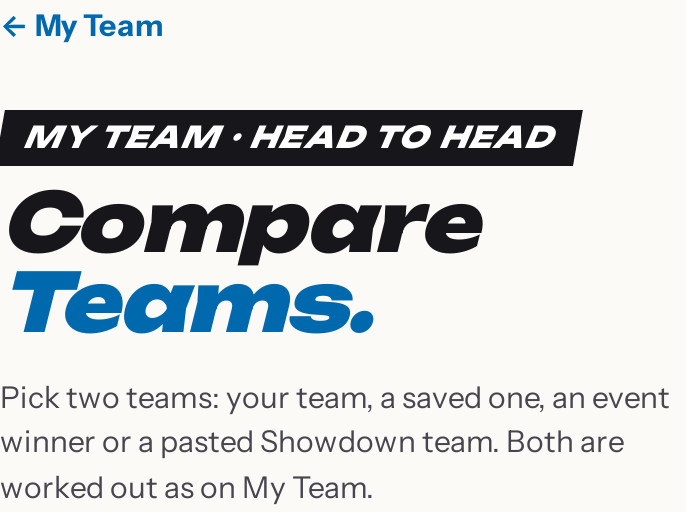 ← My Team
MY TEAM · HEAD TO HEAD
Compare
Teams.
Pick two teams: your team, a saved one, an event
winner or a pasted Showdown team. Both are
worked out as on My Team.